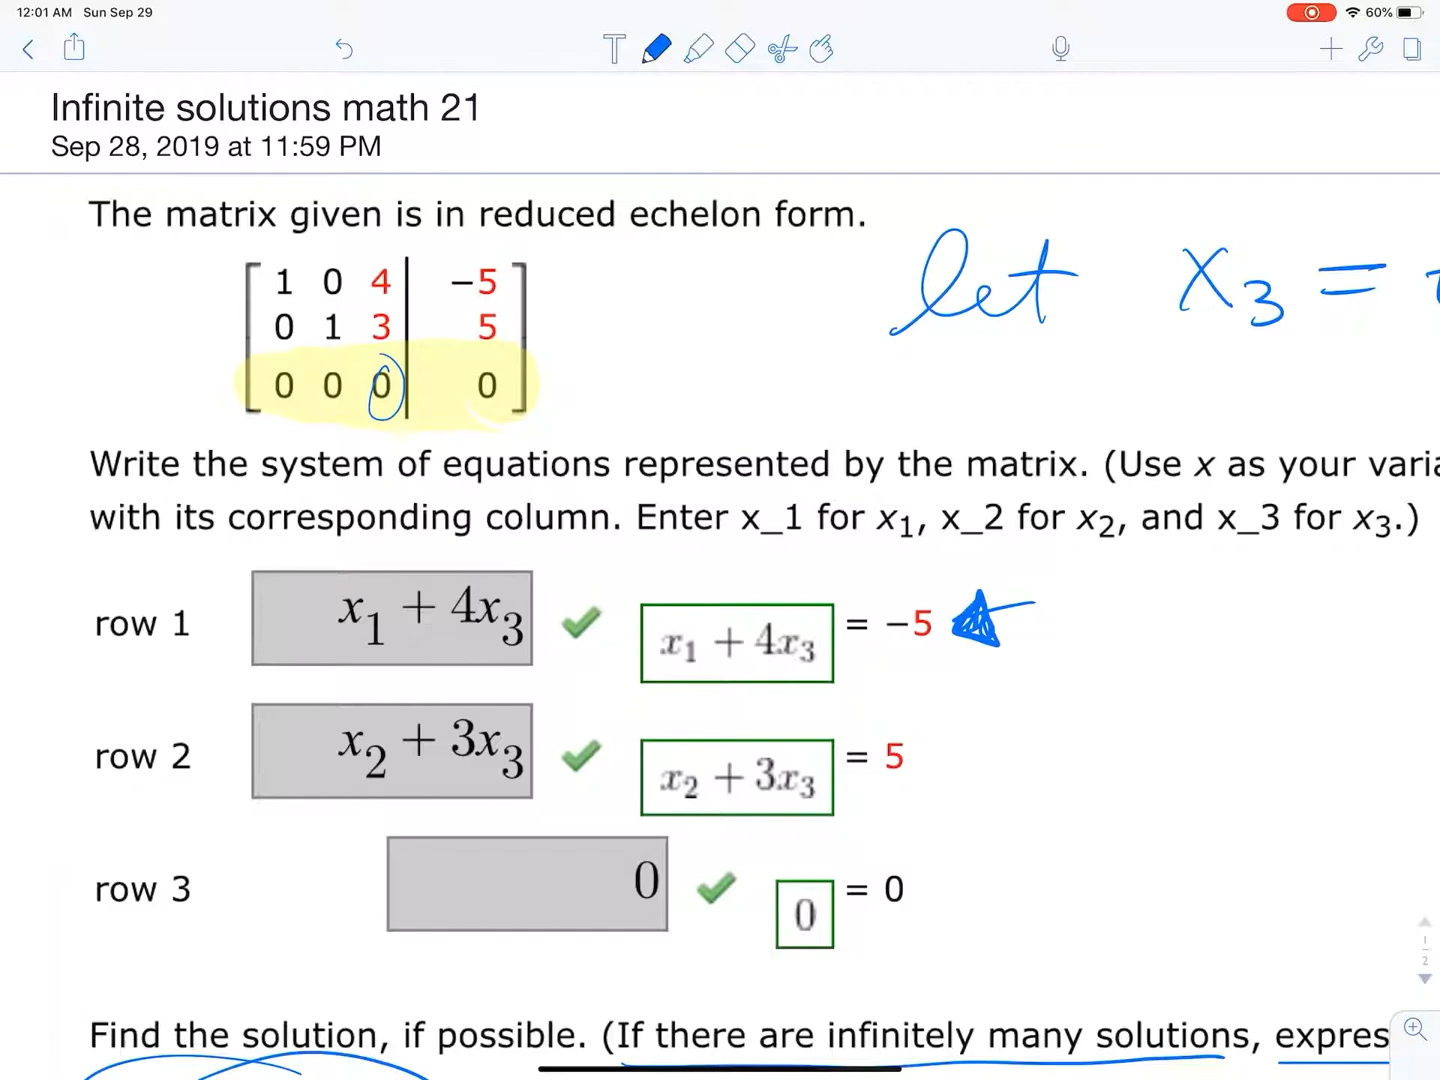 12:01 AM Sun Sep 29 60%
Infinite solutions math 21
Sep 28, 2019 at 11:59 PM
The matrix given is in reduced echelon form.
let x₃ =
1 0 4 | −5
0 1 3 | 5
0 0 0 | 0
Write the system of equations represented by the matrix. (Use x as your
with its corresponding column. Enter x_1 for x₁, x_2 for x₂, and x_3 for x₃.)
row 1 x₁ + 4x₃ x₁ + 4x₃ = −5
row 2 x₂ + 3x₃ x₂ + 3x₃ = 5
row 3 0 0 = 0
1
2
Find the solution, if possible. (If there are infinitely many solutions,